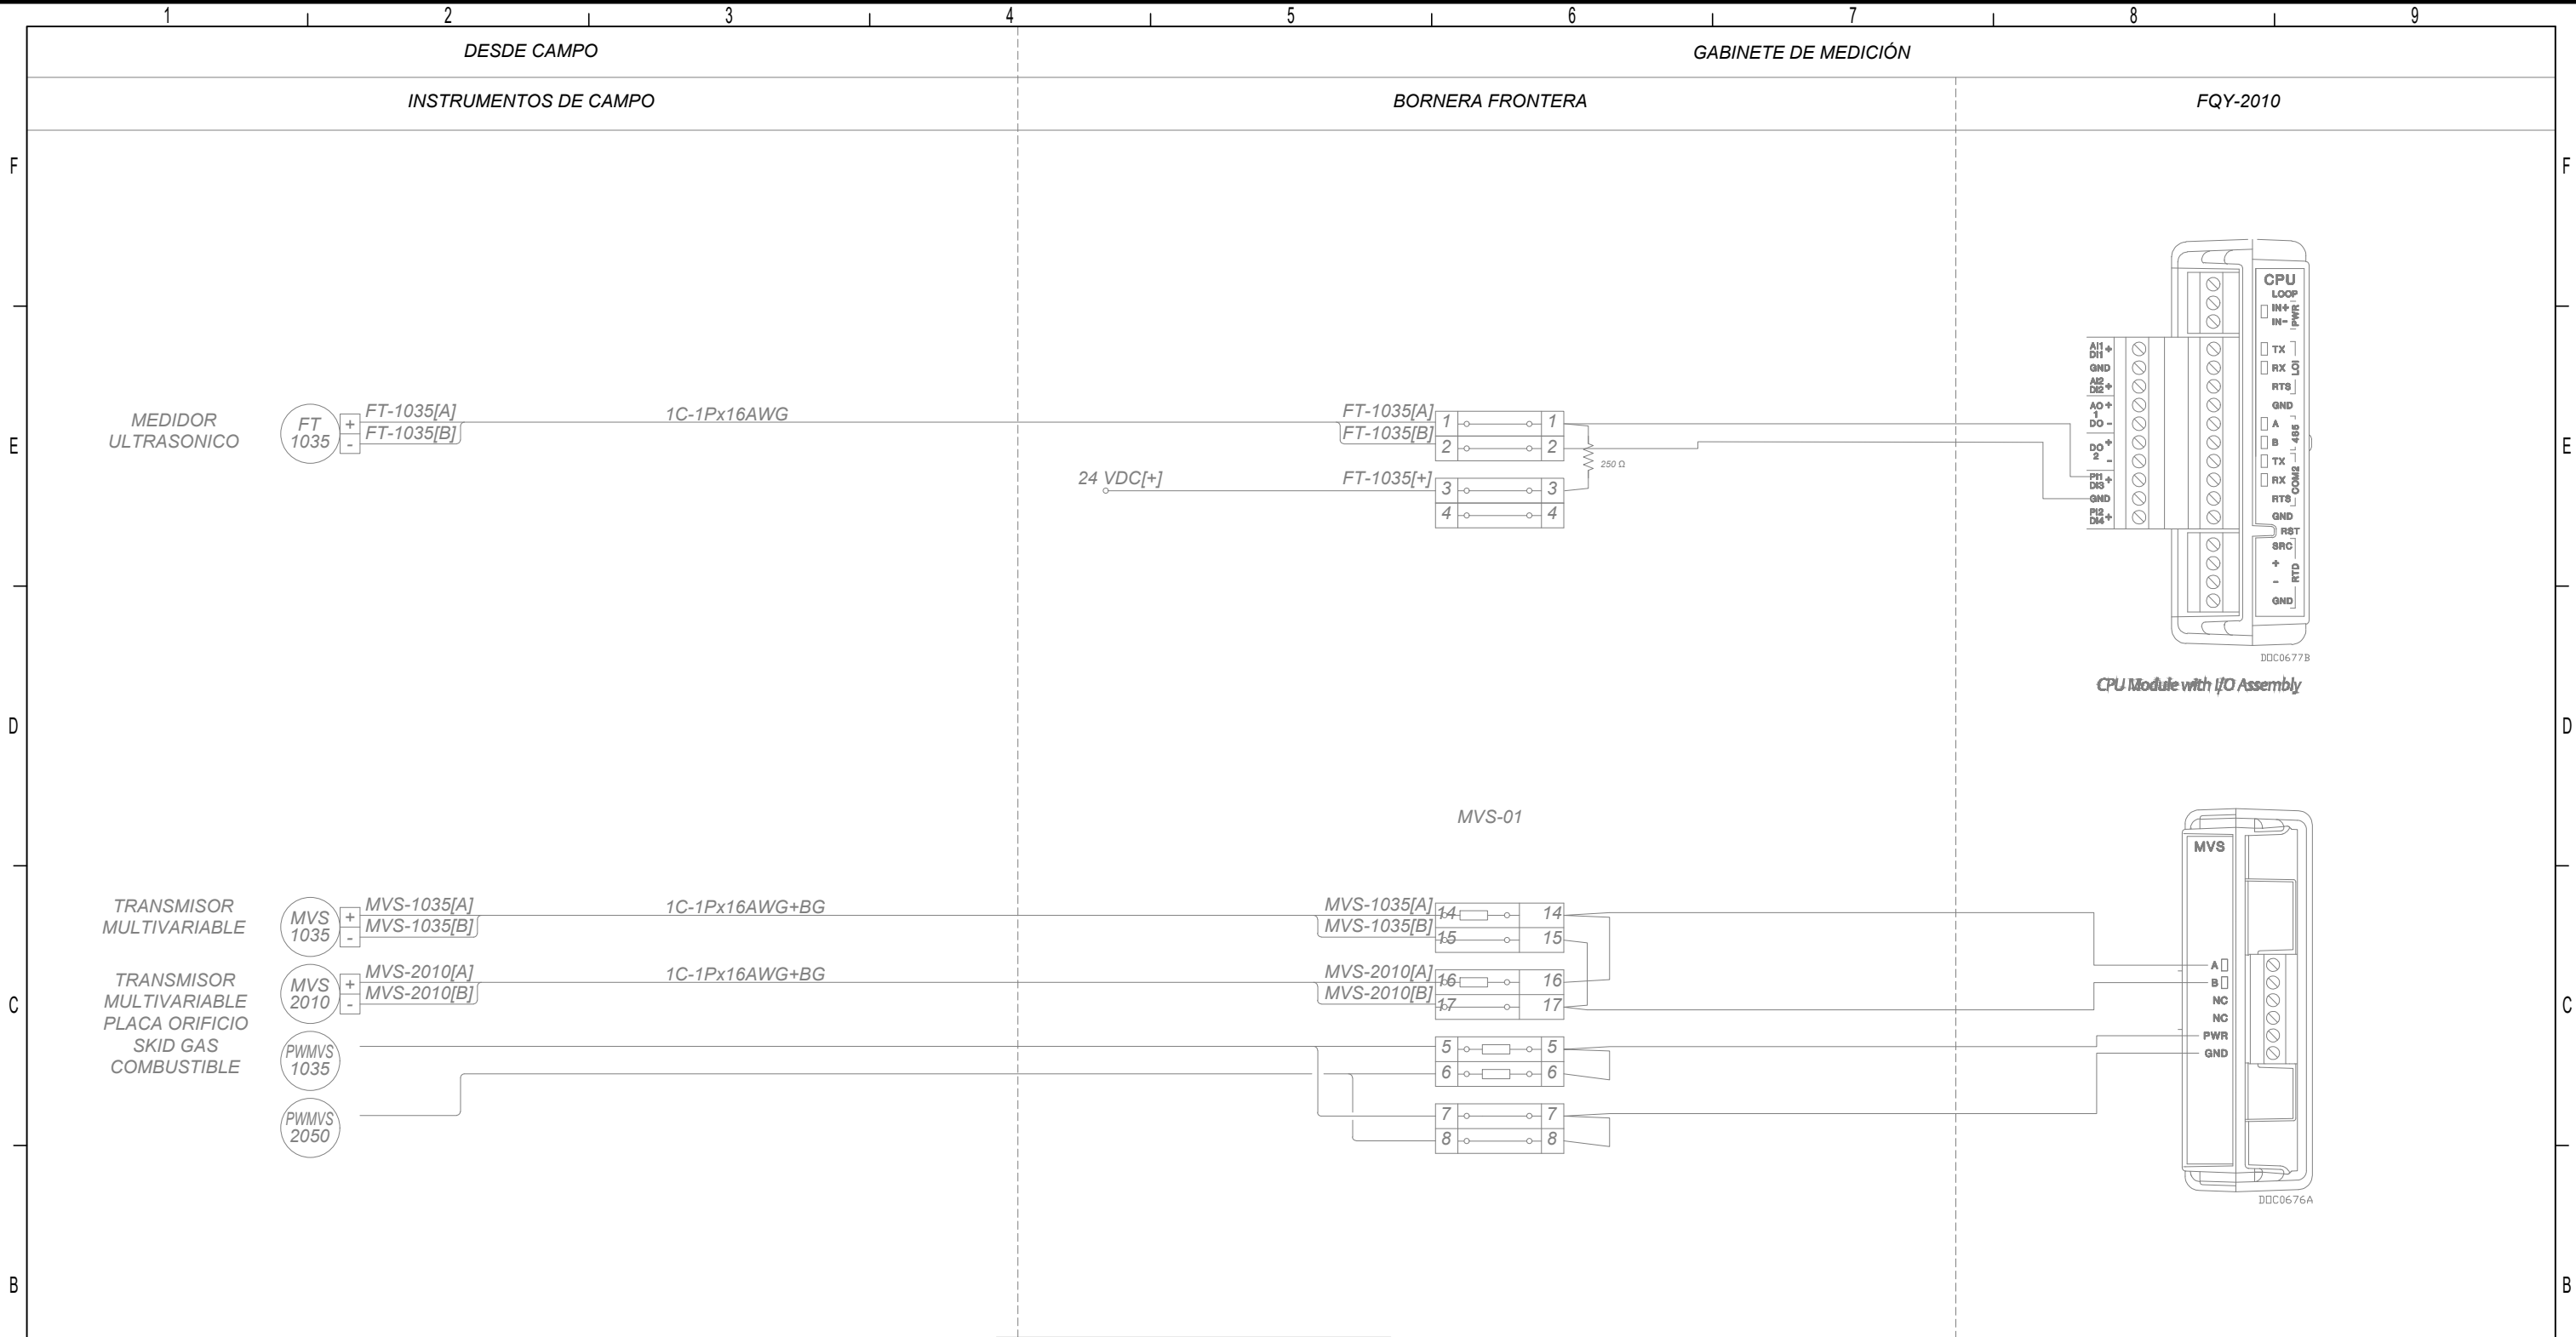 1 2 3 4 5 6 7 8 9
DESDE CAMPO
GABINETE DE MEDICIÓN
INSTRUMENTOS DE CAMPO
BORNERA FRONTERA
FQY-2010
F
F
E
E
D
D
C
C
B
B
MEDIDOR
ULTRASONICO
FT
1035
+
-
FT-1035[A]
FT-1035[B]
1C-1Px16AWG
FT-1035[A]
FT-1035[B]
1 1
2 2
250 Ω
24 VDC[+]
FT-1035[+]
3 3
4 4
AI1
DI1 +
GND
AI2
DI2 +
AO +
1
DO -
DO +
2 -
PI1
DI3 +
GND
PI2
DI4 +
CPU
LOOP
IN+
IN-
PWR
TX
RX
RTS
LOI
GND
A
B
485
TX
RX
RTS
COM2
GND
RST
SRC
+
-
RTD
GND
DOC0677B
CPU Module with I/O Assembly
MVS-01
TRANSMISOR
MULTIVARIABLE
MVS
1035
+
-
MVS-1035[A]
MVS-1035[B]
1C-1Px16AWG+BG
MVS-1035[A]
MVS-1035[B]
14 14
15 15
TRANSMISOR
MULTIVARIABLE
PLACA ORIFICIO
SKID GAS
COMBUSTIBLE
MVS
2010
+
-
MVS-2010[A]
MVS-2010[B]
1C-1Px16AWG+BG
MVS-2010[A]
MVS-2010[B]
16 16
17 17
PWMVS
1035
5 5
6 6
PWMVS
2050
7 7
8 8
MVS
A
B
NC
NC
PWR
GND
DOC0676A